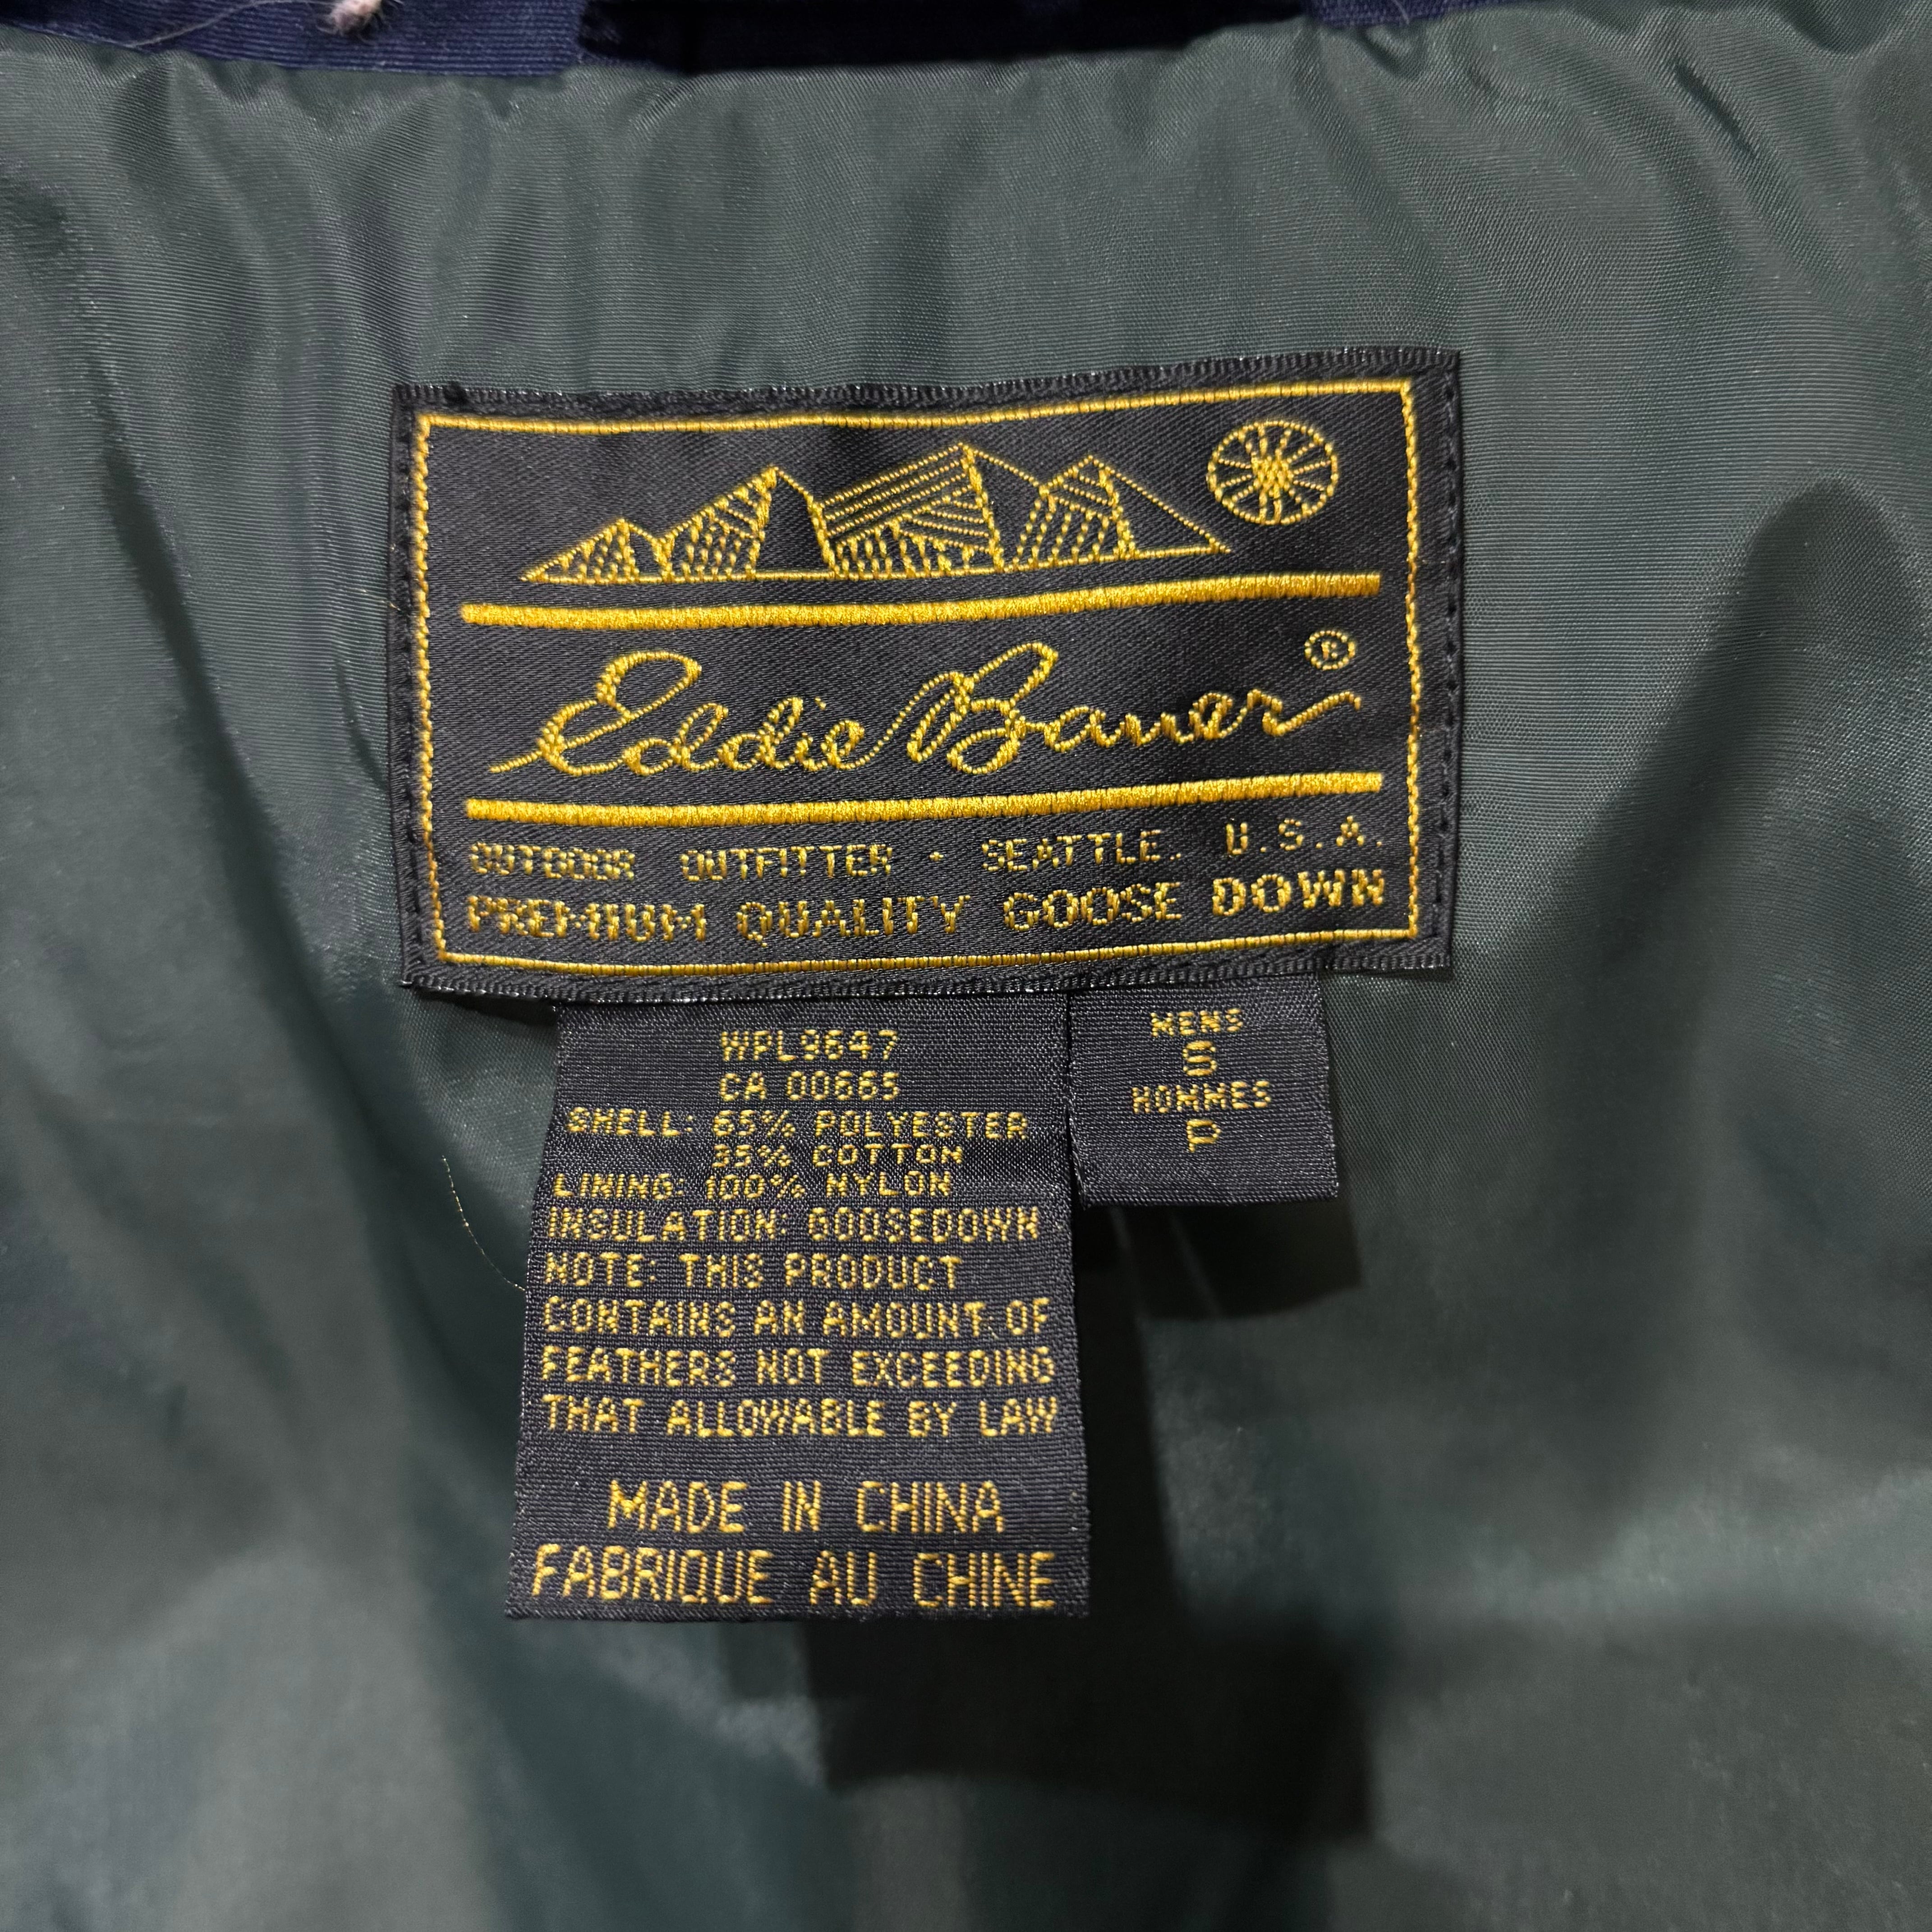 Eddie Bauer®
OUTDOOR OUTFITTER · SEATTLE, U.S.A.
PREMIUM QUALITY GOOSE DOWN
WPL9647
CA 00665
SHELL: 65% POLYESTER
35% COTTON
LINING: 100% NYLON
INSULATION: GOOSEDOWN
NOTE: THIS PRODUCT
CONTAINS AN AMOUNT OF
FEATHERS NOT EXCEEDING
THAT ALLOWABLE BY LAW
MADE IN CHINA
FABRIQUE AU CHINE
MENS
S
HOMMES
P